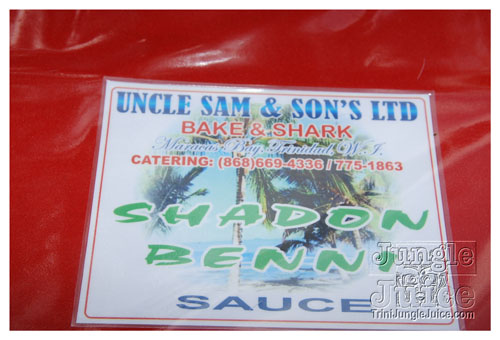 UNCLE SAM & SON'S LTD
BAKE & SHARK
Maracas Bay, Trinidad, W. I.
CATERING: (868)669-4336 / 775-1863
SHADON
BENNY
SAUCE
Jungle
Juice
TriniJungleJuice.com